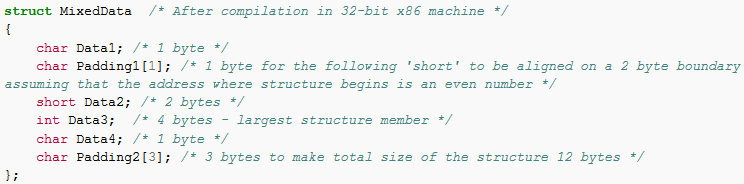 struct MixedData  /* After compilation in 32-bit x86 machine */
{
    char Data1; /* 1 byte */
    char Padding1[1]; /* 1 byte for the following 'short' to be aligned on a 2 byte boundary
assuming that the address where structure begins is an even number */
    short Data2; /* 2 bytes */
    int Data3;  /* 4 bytes - largest structure member */
    char Data4; /* 1 byte */
    char Padding2[3]; /* 3 bytes to make total size of the structure 12 bytes */
};